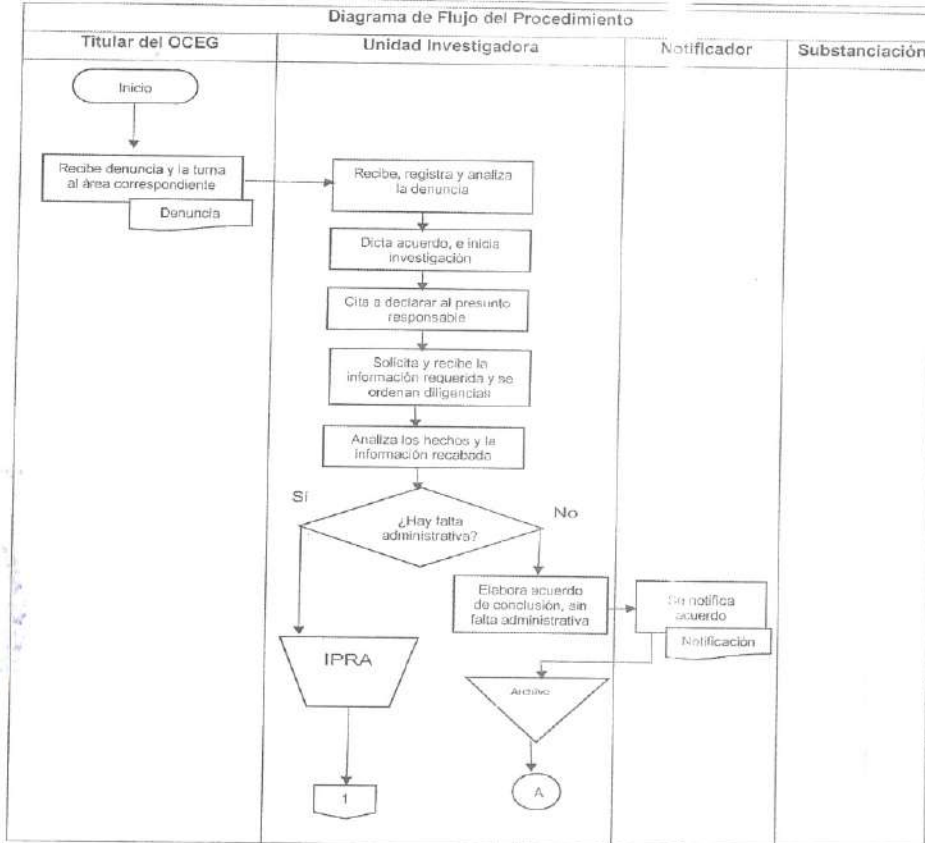 Diagrama de Flujo del Procedimiento
Titular del OCEG
Unidad Investigadora
Notificador
Substanciación
Inicio
Recibe denuncia y la turna
al área correspondiente
Denuncia
Recibe, registra y analiza
la denuncia
Dicta acuerdo, e inicia
investigación
Cita a declarar al presunto
responsable
Solicita y recibe la
información requerida y se
ordenan diligencias
Analiza los hechos y la
información recabada
¿Hay falta
administrativa?
Sí
No
Elabora acuerdo
de conclusión, sin
falta administrativa
Se notifica
acuerdo
Notificación
IPRA
Archivo
1
A